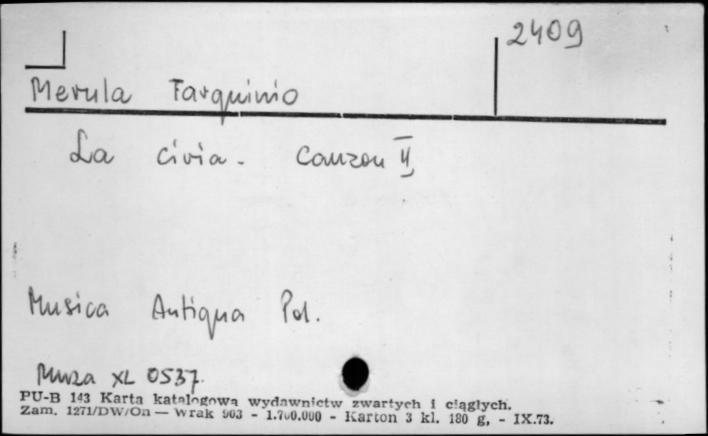 2409
Merula Tarquinio
La civia - Canzon II
Musica Antiqua Pol.
Muza XL 0537.
PU-B 143 Karta katalogowa wydawnictw zwartych i ciągłych.
Zam. 1271/DW/On — Wrak 903 - 1.700.000 - Karton 3 kl. 180 g, - IX.73.